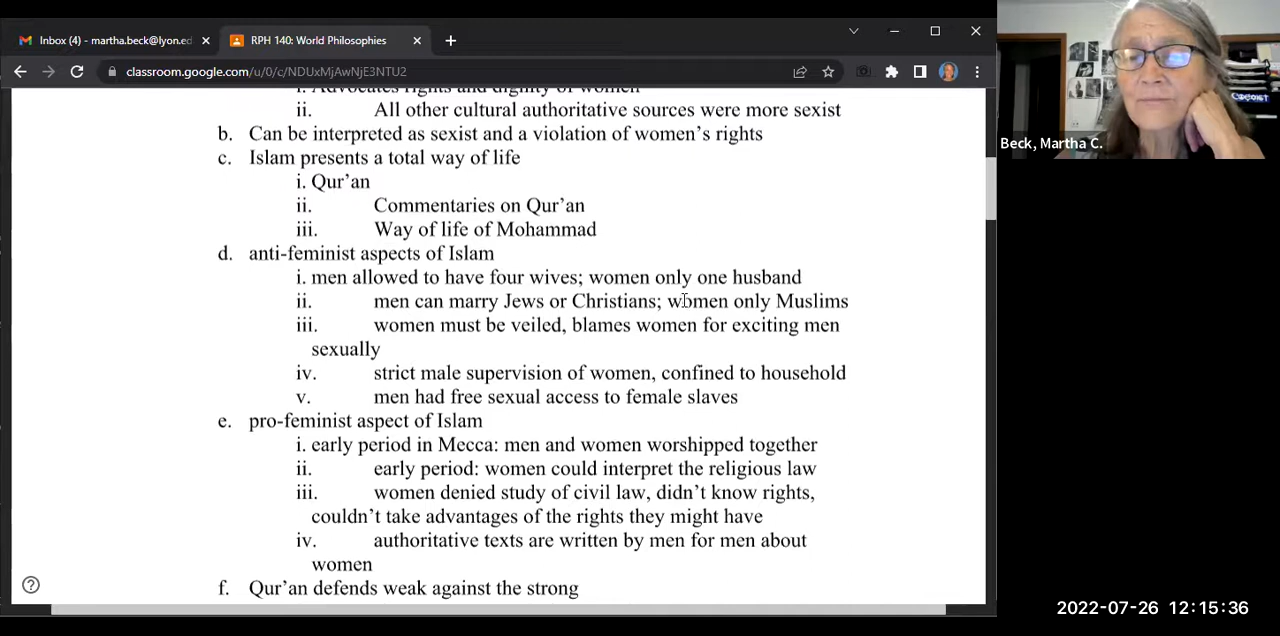 Inbox (4) - martha.beck@lyon.ed
RPH 140: World Philosophies
classroom.google.com/u/0/c/NDUxMjAwNjE3NTU2
i. Advocates rights and dignity of women
ii. All other cultural authoritative sources were more sexist
b. Can be interpreted as sexist and a violation of women's rights
c. Islam presents a total way of life
i. Qur'an
ii. Commentaries on Qur'an
iii. Way of life of Mohammad
d. anti-feminist aspects of Islam
i. men allowed to have four wives; women only one husband
ii. men can marry Jews or Christians; women only Muslims
iii. women must be veiled, blames women for exciting men
sexually
iv. strict male supervision of women, confined to household
v. men had free sexual access to female slaves
e. pro-feminist aspect of Islam
i. early period in Mecca: men and women worshipped together
ii. early period: women could interpret the religious law
iii. women denied study of civil law, didn't know rights,
couldn't take advantages of the rights they might have
iv. authoritative texts are written by men for men about
women
f. Qur'an defends weak against the strong
COEXIST
Beck, Martha C.
2022-07-26 12:15:36